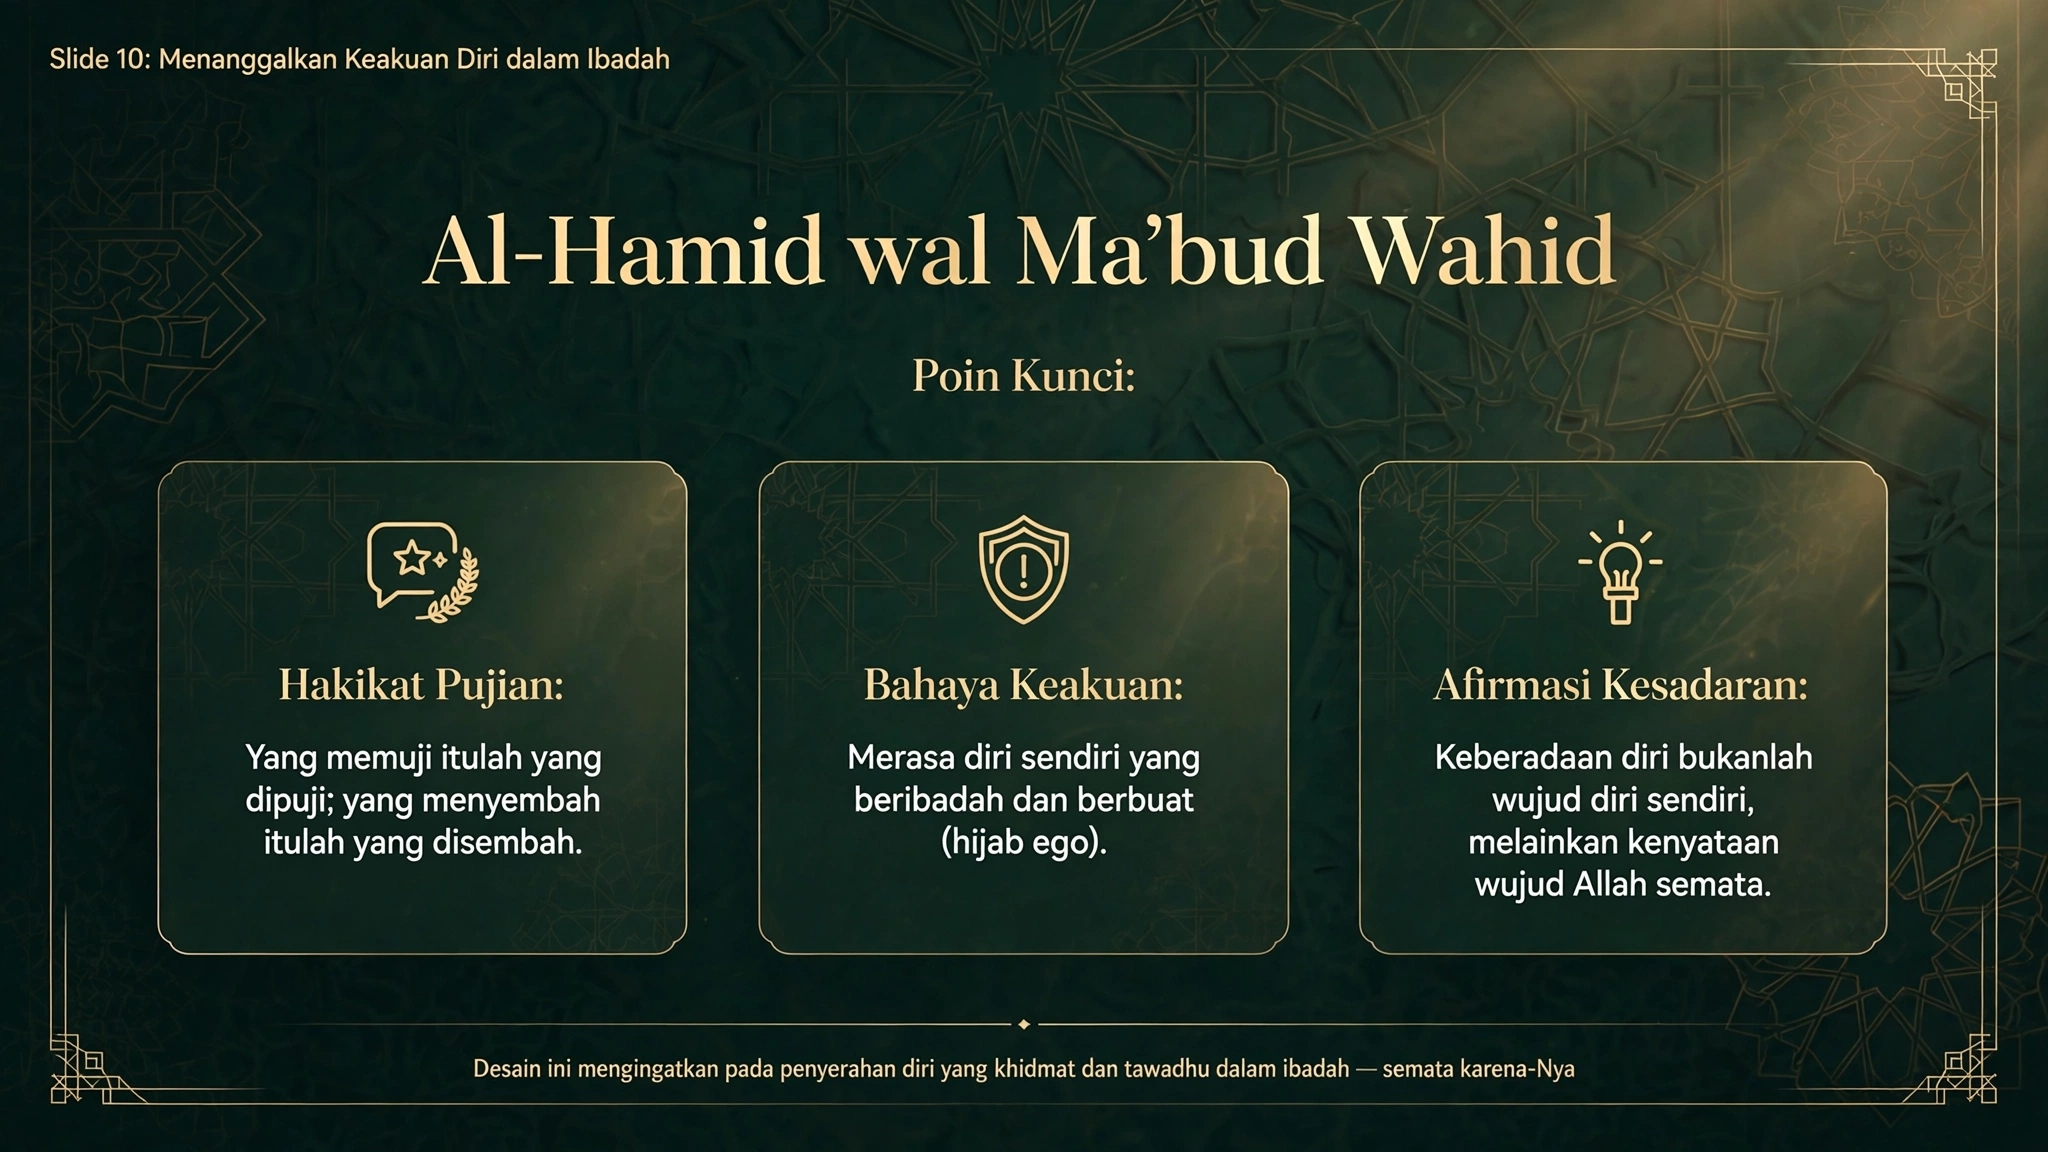 Slide 10: Menanggalkan Keakuan Diri dalam Ibadah
Al-Hamid wal Ma’bud Wahid
Poin Kunci:
Hakikat Pujian:
Yang memuji itulah yang
dipuji; yang menyembah
itulah yang disembah.
Bahaya Keakuan:
Merasa diri sendiri yang
beribadah dan berbuat
(hijab ego).
Afirmasi Kesadaran:
Keberadaan diri bukanlah
wujud diri sendiri,
melainkan kenyataan
wujud Allah semata.
Desain ini mengingatkan pada penyerahan diri yang khidmat dan tawadhu dalam ibadah — semata karena-Nya